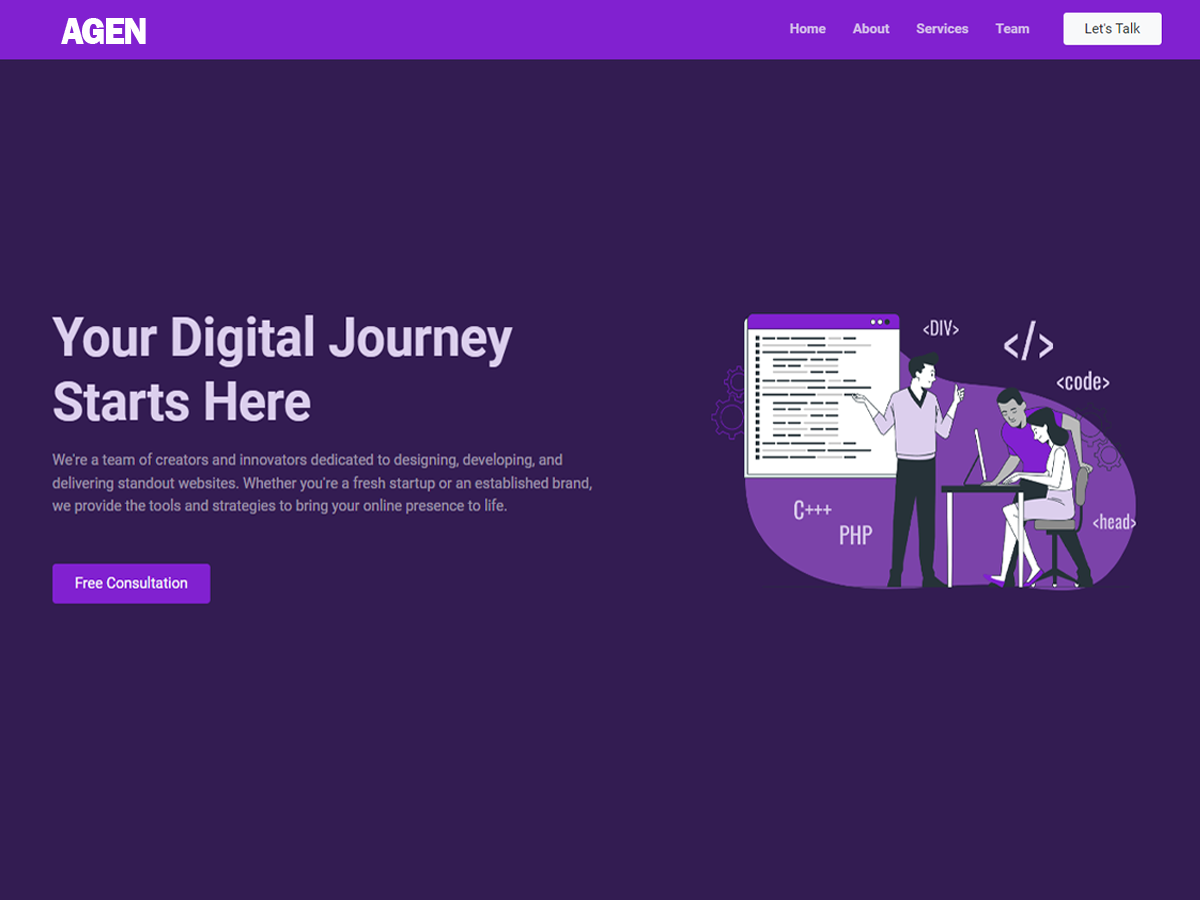 AGEN
Home About Services Team Let's Talk
Your Digital Journey
Starts Here
We're a team of creators and innovators dedicated to designing, developing, and
delivering standout websites. Whether you're a fresh startup or an established brand,
we provide the tools and strategies to bring your online presence to life.
Free Consultation
<DIV>
</>
<code>
C+++
PHP
<head>